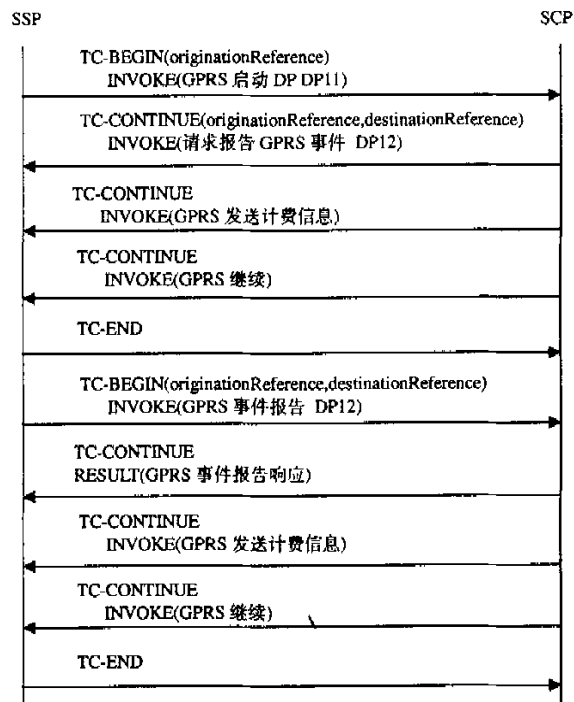 SSP SCP
TC-BEGIN(originationReference)
INVOKE(GPRS 启动 DP DP11)
TC-CONTINUE(originationReference,destinationReference)
INVOKE(请求报告 GPRS 事件 DP12)
TC-CONTINUE
INVOKE(GPRS 发送计费信息)
TC-CONTINUE
INVOKE(GPRS 继续)
TC-END
TC-BEGIN(originationReference,destinationReference)
INVOKE(GPRS 事件报告 DP12)
TC-CONTINUE
RESULT(GPRS 事件报告响应)
TC-CONTINUE
INVOKE(GPRS 发送计费信息)
TC-CONTINUE
INVOKE(GPRS 继续)
TC-END